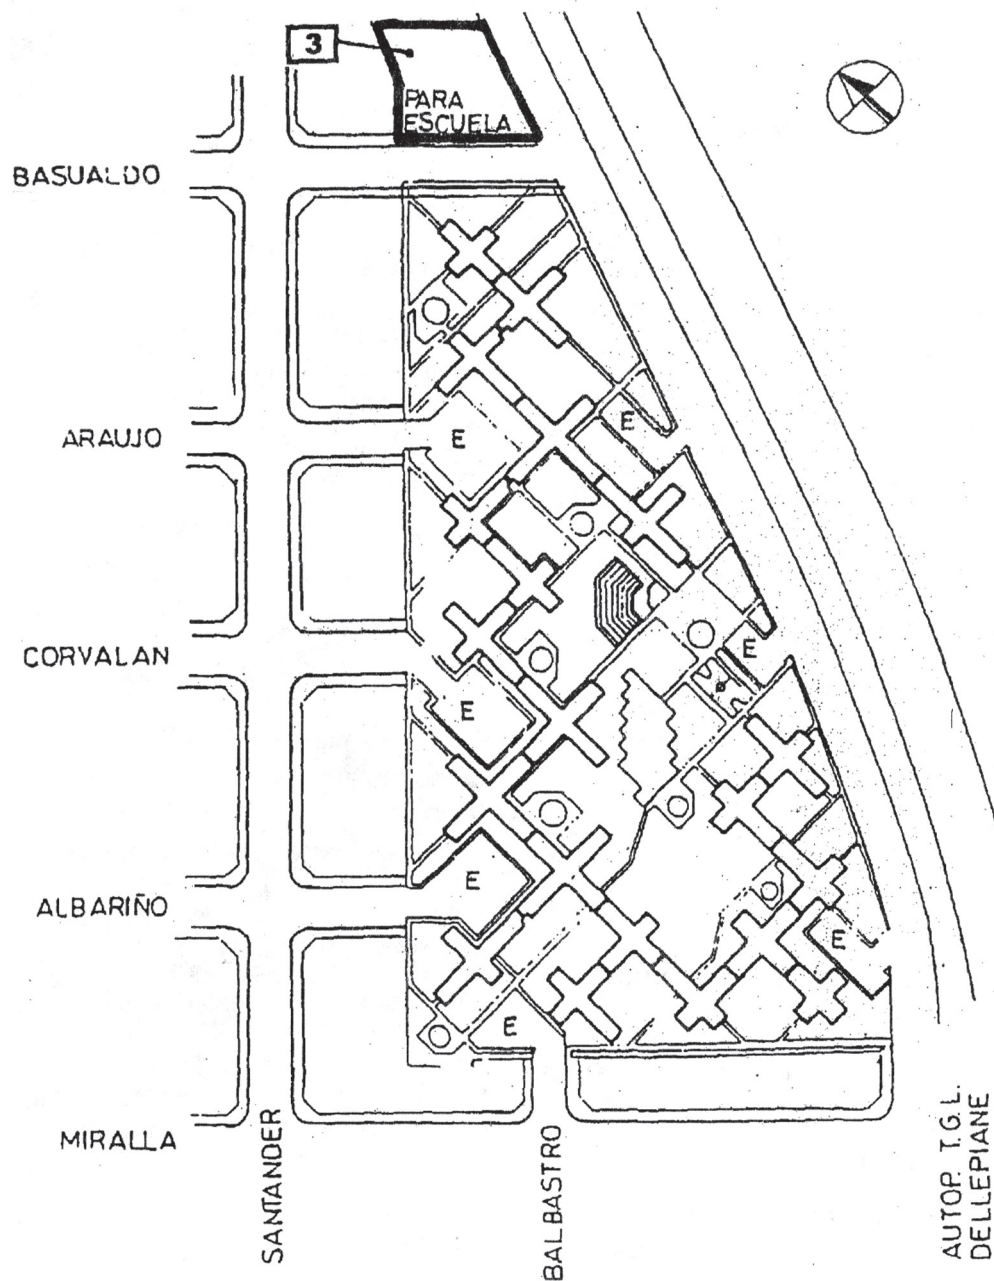 3
PARA
ESCUELA
BASUALDO
E
ARAUJO
E
E
CORVALAN
E
E
ALBARIÑO
E
E
MIRALLA
SANTANDER
BALBASTRO
AUTOP. T.G.L.
DELLEPIANE